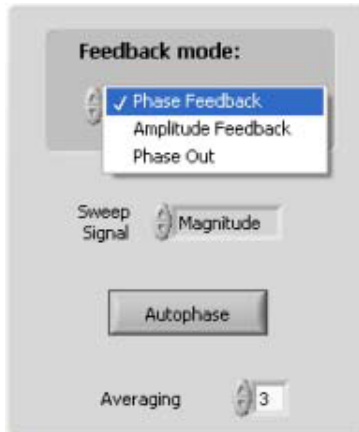 Feedback mode:
✓ Phase Feedback
Amplitude Feedback
Phase Out
Sweep
Signal
Magnitude
Autophase
Averaging 3